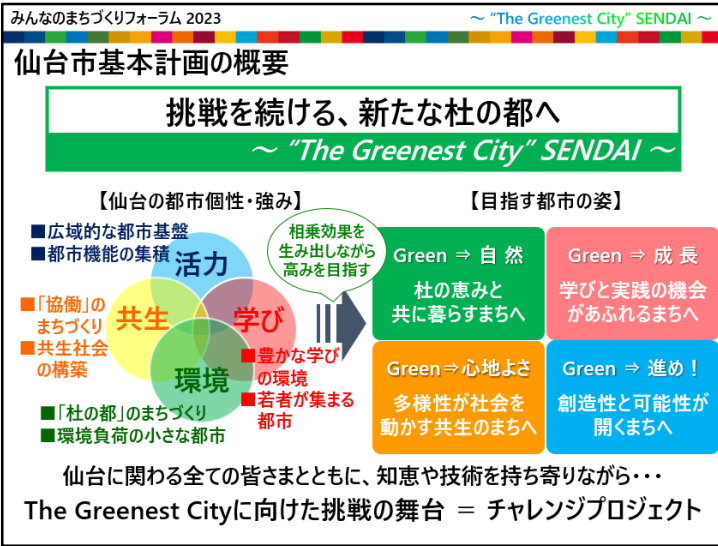 みんなのまちづくりフォーラム 2023
～ “The Greenest City” SENDAI ～
仙台市基本計画の概要
挑戦を続ける、新たな杜の都へ
～ “The Greenest City” SENDAI ～
【仙台の都市個性・強み】
■広域的な都市基盤
■都市機能の集積
活力
共生
学び
環境
■「協働」の
まちづくり
■共生社会
の構築
■豊かな学び
の環境
■若者が集まる
都市
■「杜の都」のまちづくり
■環境負荷の小さな都市
相乗効果を
生み出しながら
高みを目指す
【目指す都市の姿】
Green ⇒ 自 然
杜の恵みと
共に暮らすまちへ
Green ⇒ 成 長
学びと実践の機会
があふれるまちへ
Green⇒心地よさ
多様性が社会を
動かす共生のまちへ
Green ⇒ 進め！
創造性と可能性が
開くまちへ
仙台に関わる全ての皆さまとともに、知恵や技術を持ち寄りながら･･･
The Greenest Cityに向けた挑戦の舞台 ＝ チャレンジプロジェクト